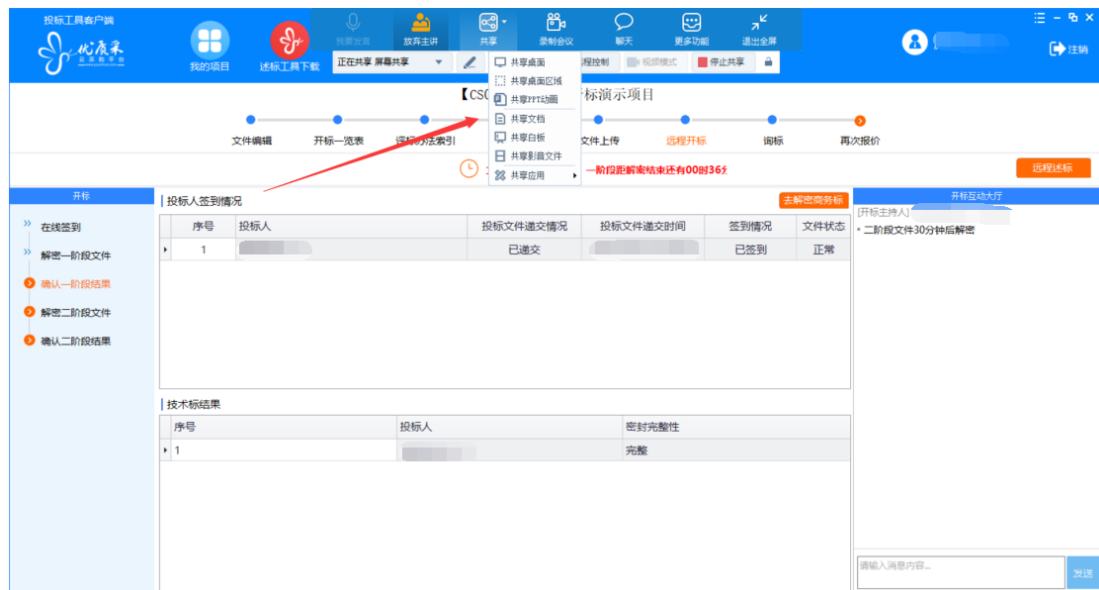 投标工具客户端
优质采
我的项目
述标工具下载
我要发言
放弃主讲
共享
录制会议
聊天
更多功能
退出全屏
注销
正在共享 屏幕共享
程控制
视频模式
停止共享
共享桌面
共享桌面区域
共享PPT动画
共享文档
共享白板
共享影音文件
共享应用
【CS
开标演示项目
文件编辑
开标一览表
评标办法索引
文件上传
远程开标
询标
再次报价
一阶段距解密结束还有00时36分
远程述标
开标
在线签到
解密一阶段文件
确认一阶段结果
解密二阶段文件
确认二阶段结果
投标人签到情况
去解密商务标
序号 投标人 投标文件递交情况 投标文件递交时间 签到情况 文件状态
1 已递交 已签到 正常
技术标结果
序号 投标人 密封完整性
1 完整
开标互动大厅
[开标主持人]
二阶段文件30分钟后解密
请输入消息内容...
发送